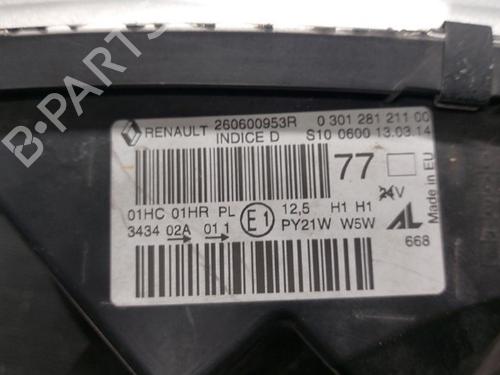 B-PARTS
RENAULT 260600953R 0 301 281 211 00
INDICE D S10 0600 13.03.14
77
24V
Made in EU
01HC 01HR PL E1 12,5 H1 H1
3434 02A 01 1 PY21W W5W AL
668